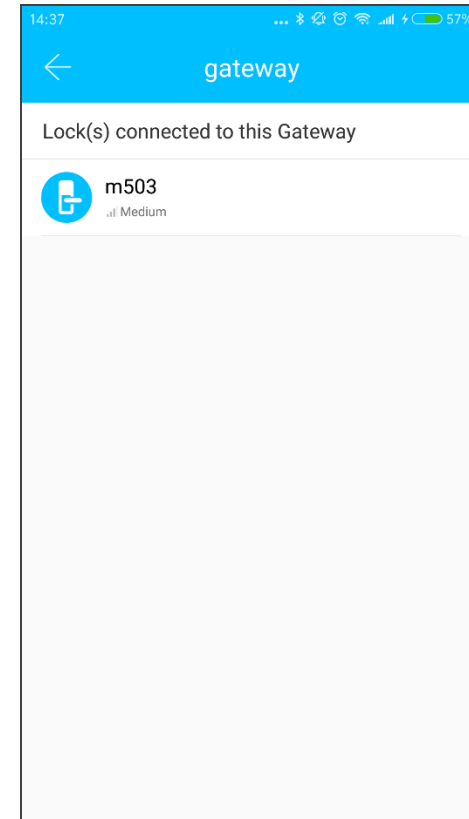 14:37
... 57%
gateway
Lock(s) connected to this Gateway
m503
Medium